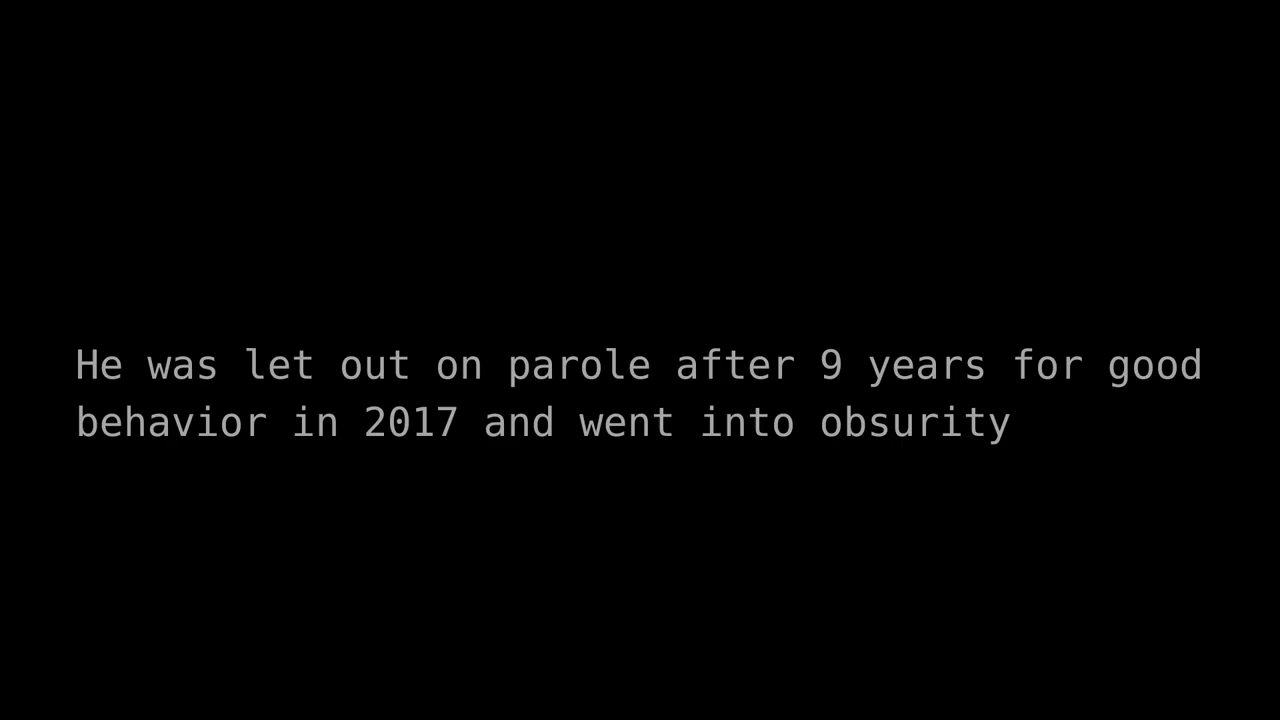 He was let out on parole after 9 years for good
behavior in 2017 and went into obsurity